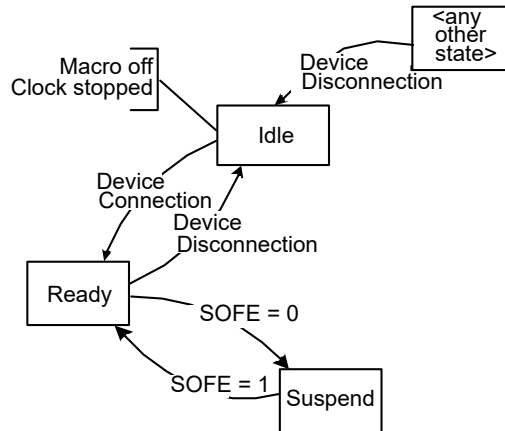 <any
other
state>
Device
Disconnection
Macro off
Clock stopped
Idle
Device
Connection
Device
Disconnection
Ready
SOFE = 0
SOFE = 1
Suspend